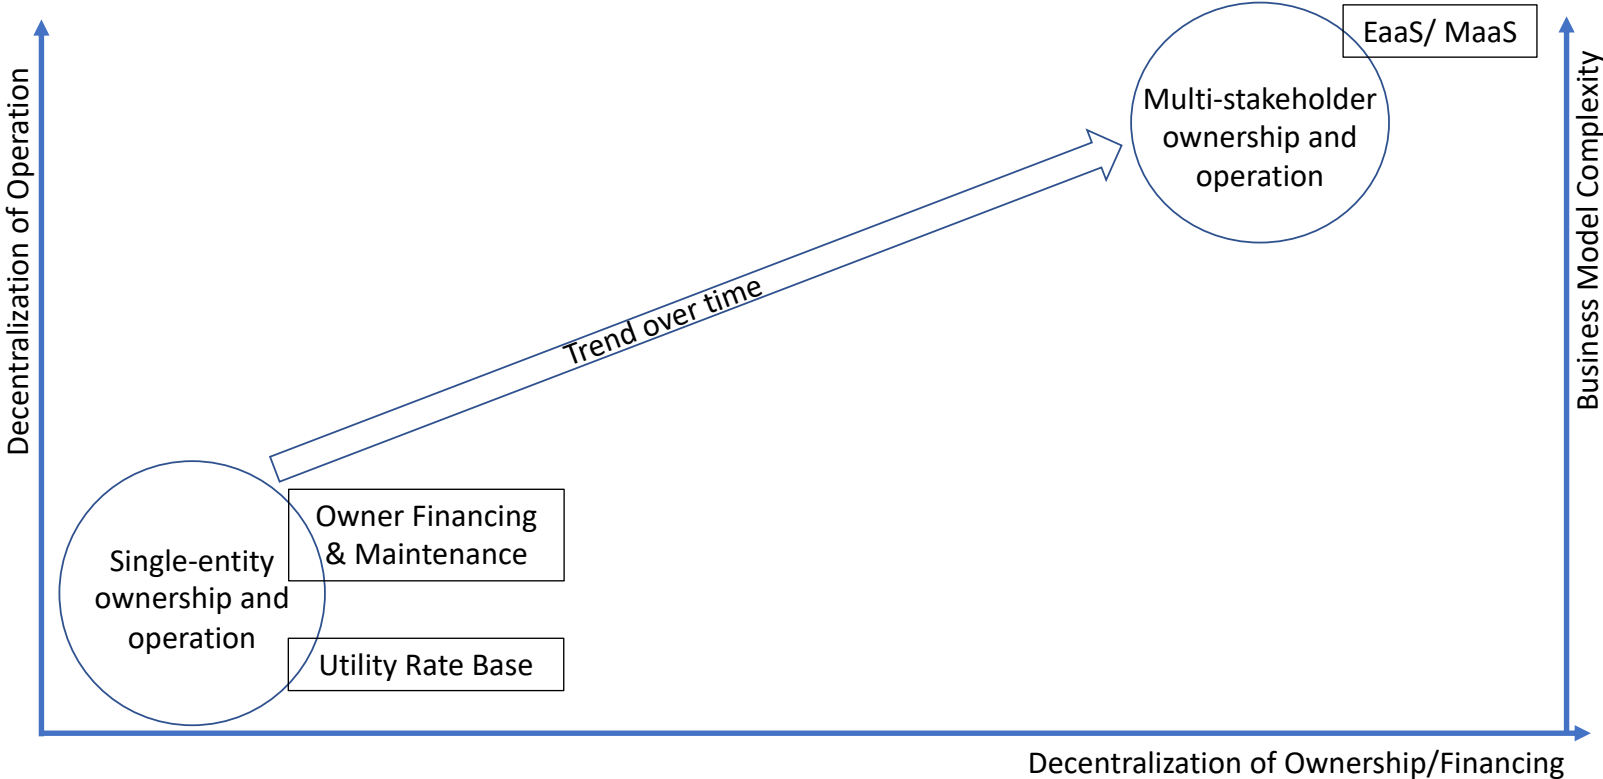 EaaS/ MaaS
Multi-stakeholder
ownership and
operation
Decentralization of Operation
Business Model Complexity
Trend over time
Owner Financing
& Maintenance
Single-entity
ownership and
operation
Utility Rate Base
Decentralization of Ownership/Financing